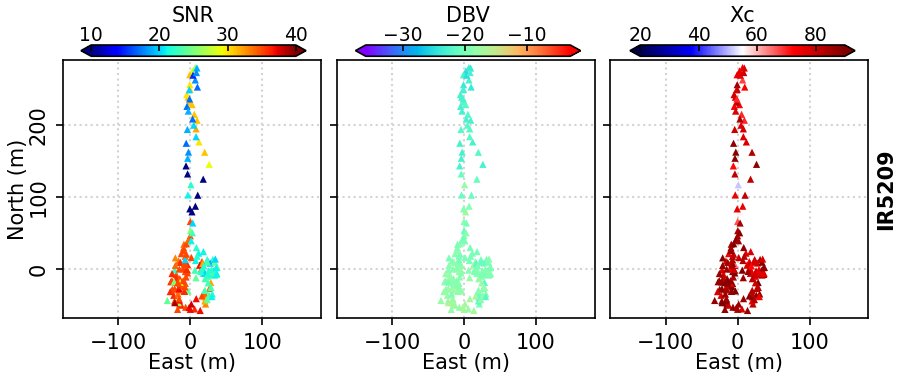 SNR DBV Xc
10 20 30 40 −30 −20 −10 20 40 60 80
North (m)
200
100
0
IR5209
−100 0 100 −100 0 100 −100 0 100
East (m) East (m) East (m)